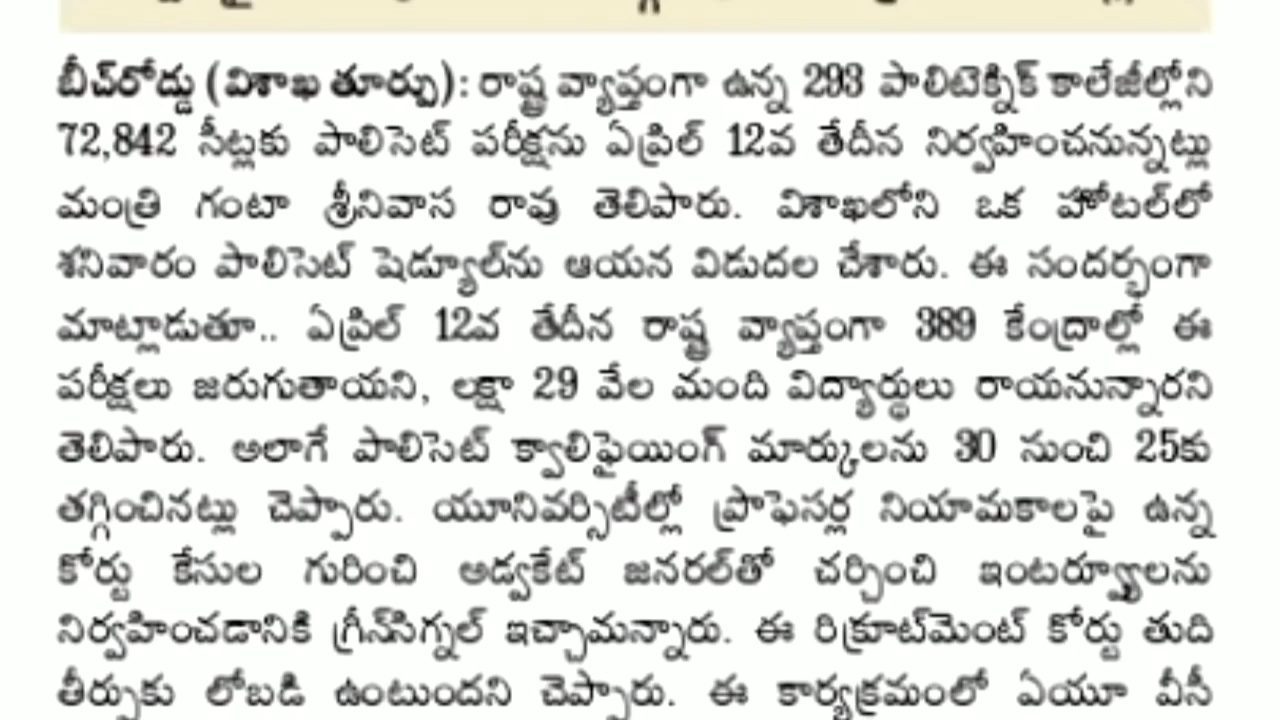 బీచ్‌రోడ్డు (విశాఖ తూర్పు): రాష్ట్ర వ్యాప్తంగా ఉన్న 293 పాలిటెక్నిక్ కాలేజీల్లోని
72,842 సీట్లకు పాలిసెట్ పరీక్షను ఏప్రిల్ 12వ తేదీన నిర్వహించనున్నట్లు
మంత్రి గంటా శ్రీనివాస రావు తెలిపారు. విశాఖలోని ఒక హోటల్‌లో
శనివారం పాలిసెట్ షెడ్యూల్‌ను ఆయన విడుదల చేశారు. ఈ సందర్భంగా
మాట్లాడుతూ.. ఏప్రిల్ 12వ తేదీన రాష్ట్ర వ్యాప్తంగా 389 కేంద్రాల్లో ఈ
పరీక్షలు జరుగుతాయని, లక్షా 29 వేల మంది విద్యార్థులు రాయనున్నారని
తెలిపారు. అలాగే పాలిసెట్ క్వాలిఫైయింగ్ మార్కులను 30 నుంచి 25కు
తగ్గించినట్లు చెప్పారు. యూనివర్సిటీల్లో ప్రొఫెసర్ల నియామకాలపై ఉన్న
కోర్టు కేసుల గురించి అడ్వకేట్ జనరల్‌తో చర్చించి ఇంటర్వ్యూలను
నిర్వహించడానికి గ్రీన్‌సిగ్నల్ ఇచ్చామన్నారు. ఈ రిక్రూట్‌మెంట్ కోర్టు తుది
తీర్పుకు లోబడి ఉంటుందని చెప్పారు. ఈ కార్యక్రమంలో ఏయూ వీసీ